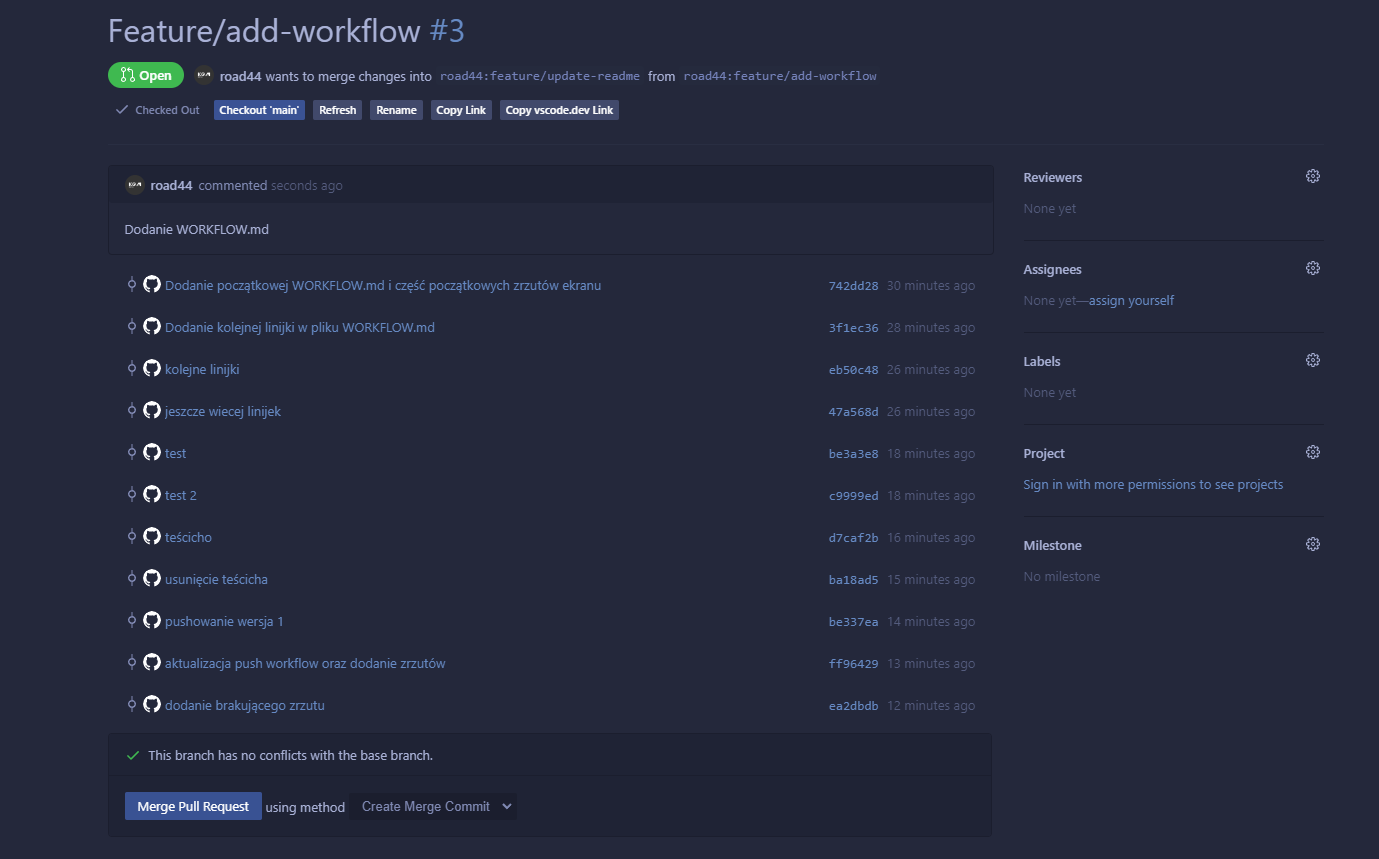 Feature/add-workflow #3
Open road44 wants to merge changes into road44:feature/update-readme from road44:feature/add-workflow
Checked Out Checkout 'main' Refresh Rename Copy Link Copy vscode.dev Link
road44 commented seconds ago
Dodanie WORKFLOW.md
Dodanie początkowej WORKFLOW.md i część początkowych zrzutów ekranu 742dd28 30 minutes ago
Dodanie kolejnej linijki w pliku WORKFLOW.md 3f1ec36 28 minutes ago
kolejne linijki eb50c48 26 minutes ago
jeszcze wiecej linijek 47a568d 26 minutes ago
test be3a3e8 18 minutes ago
test 2 c9999ed 18 minutes ago
teścicho d7caf2b 16 minutes ago
usunięcie teścicha ba18ad5 15 minutes ago
pushowanie wersja 1 be337ea 14 minutes ago
aktualizacja push workflow oraz dodanie zrzutów ff96429 13 minutes ago
dodanie brakującego zrzutu ea2dbdb 12 minutes ago
This branch has no conflicts with the base branch.
Merge Pull Request using method Create Merge Commit
Reviewers
None yet
Assignees
None yet—assign yourself
Labels
None yet
Project
Sign in with more permissions to see projects
Milestone
No milestone